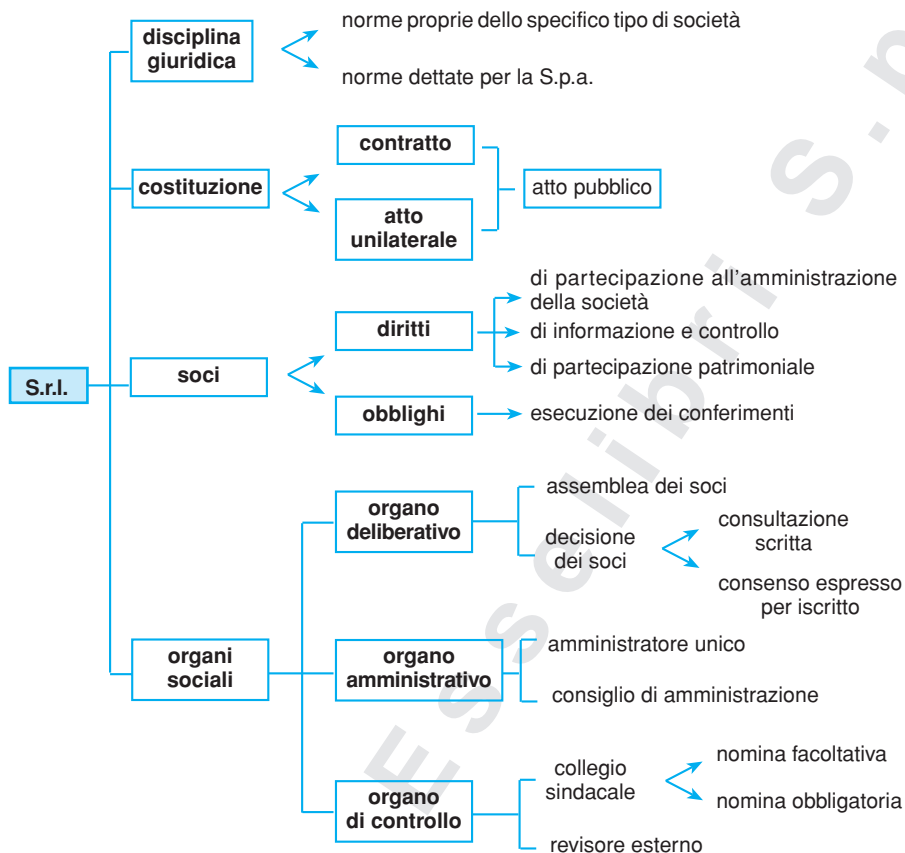 disciplina
giuridica
norme proprie dello specifico tipo di società
norme dettate per la S.p.a.
costituzione
contratto
atto
unilaterale
atto pubblico
S.r.l.
soci
diritti
di partecipazione all'amministrazione
della società
di informazione e controllo
di partecipazione patrimoniale
obblighi
esecuzione dei conferimenti
organi
sociali
organo
deliberativo
assemblea dei soci
decisione
dei soci
consultazione
scritta
consenso espresso
per iscritto
organo
amministrativo
amministratore unico
consiglio di amministrazione
organo
di controllo
collegio
sindacale
nomina facoltativa
nomina obbligatoria
revisore esterno
Esselibri S.p